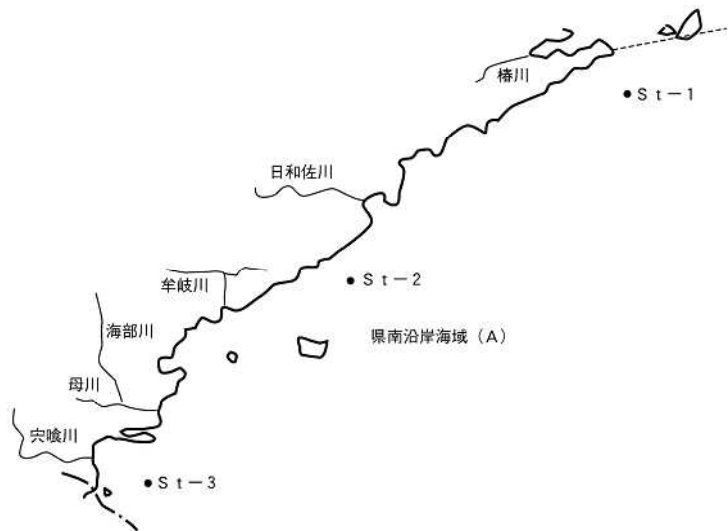 椿川
● St－1
日和佐川
● St－2
牟岐川
県南沿岸海域（A）
海部川
母川
宍喰川
● St－3